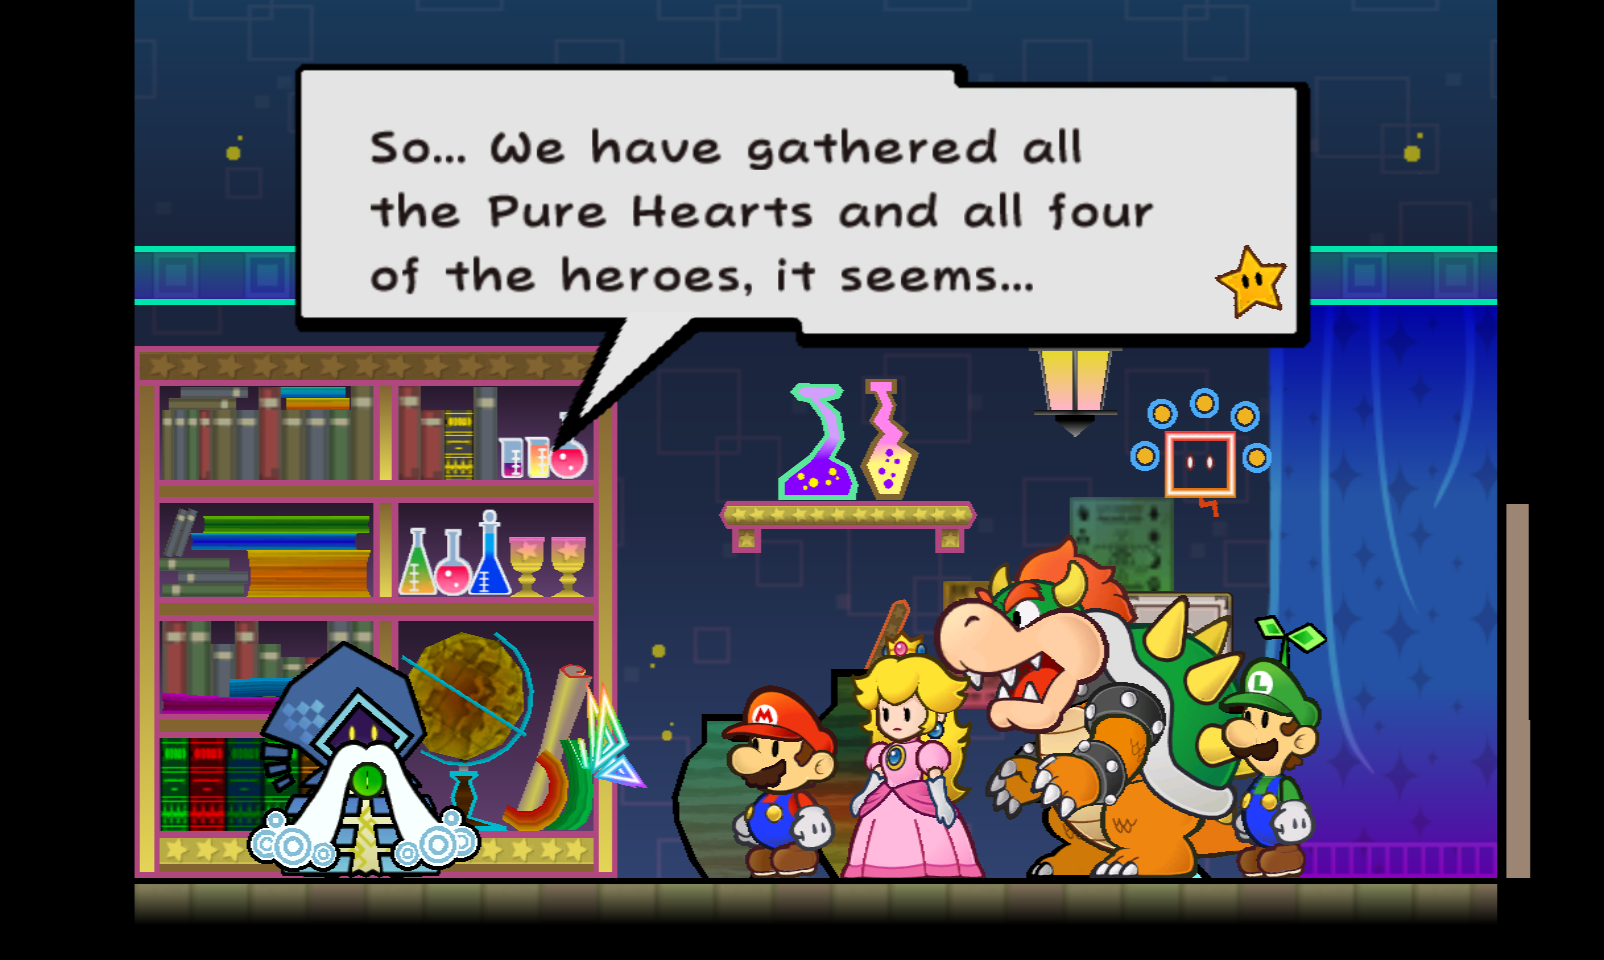 So... We have gathered all
the Pure Hearts and all four
of the heroes, it seems...
M
L